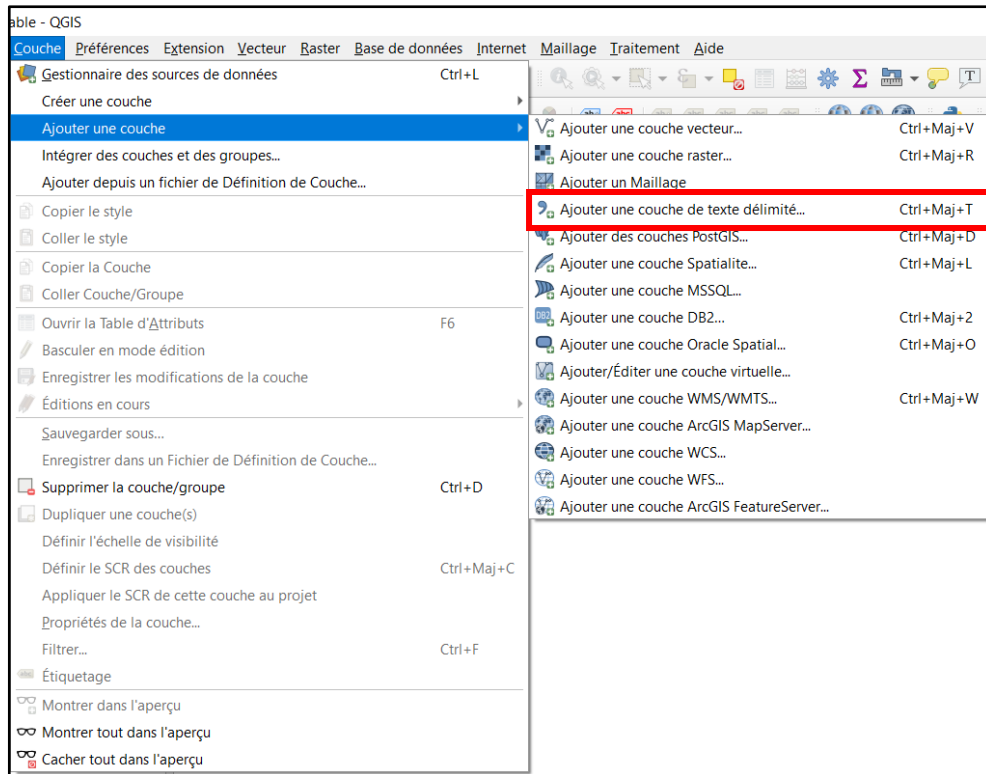 able - QGIS
Couche Préférences Extension Vecteur Raster Base de données Internet Maillage Traitement Aide
Gestionnaire des sources de données Ctrl+L
Créer une couche
Ajouter une couche
Intégrer des couches et des groupes...
Ajouter depuis un fichier de Définition de Couche...
Copier le style
Coller le style
Copier la Couche
Coller Couche/Groupe
Ouvrir la Table d'Attributs F6
Basculer en mode édition
Enregistrer les modifications de la couche
Éditions en cours
Sauvegarder sous...
Enregistrer dans un Fichier de Définition de Couche...
Supprimer la couche/groupe Ctrl+D
Dupliquer une couche(s)
Définir l'échelle de visibilité
Définir le SCR des couches Ctrl+Maj+C
Appliquer le SCR de cette couche au projet
Propriétés de la couche...
Filtrer... Ctrl+F
Étiquetage
Montrer dans l'aperçu
Montrer tout dans l'aperçu
Cacher tout dans l'aperçu
Ajouter une couche vecteur... Ctrl+Maj+V
Ajouter une couche raster... Ctrl+Maj+R
Ajouter un Maillage
Ajouter une couche de texte délimité... Ctrl+Maj+T
Ajouter des couches PostGIS... Ctrl+Maj+D
Ajouter une couche Spatialite... Ctrl+Maj+L
Ajouter une couche MSSQL...
Ajouter une couche DB2... Ctrl+Maj+2
Ajouter une couche Oracle Spatial... Ctrl+Maj+O
Ajouter/Éditer une couche virtuelle...
Ajouter une couche WMS/WMTS... Ctrl+Maj+W
Ajouter une couche ArcGIS MapServer...
Ajouter une couche WCS...
Ajouter une couche WFS...
Ajouter une couche ArcGIS FeatureServer...